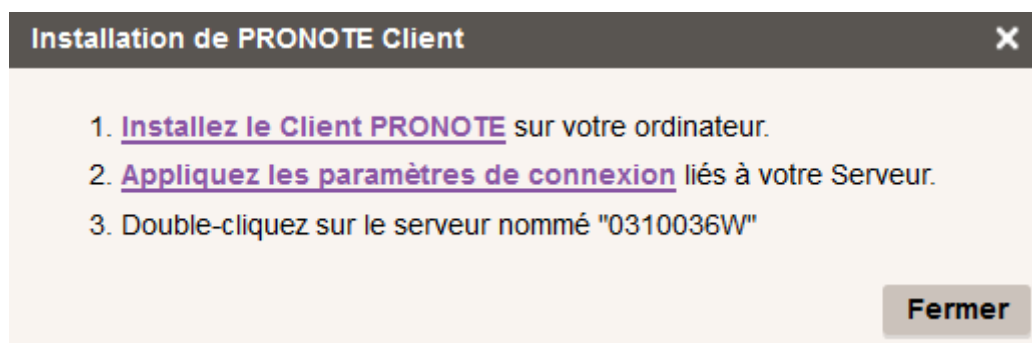 Installation de PRONOTE Client
1. Installez le Client PRONOTE sur votre ordinateur.
2. Appliquez les paramètres de connexion liés à votre Serveur.
3. Double-cliquez sur le serveur nommé "0310036W"
Fermer